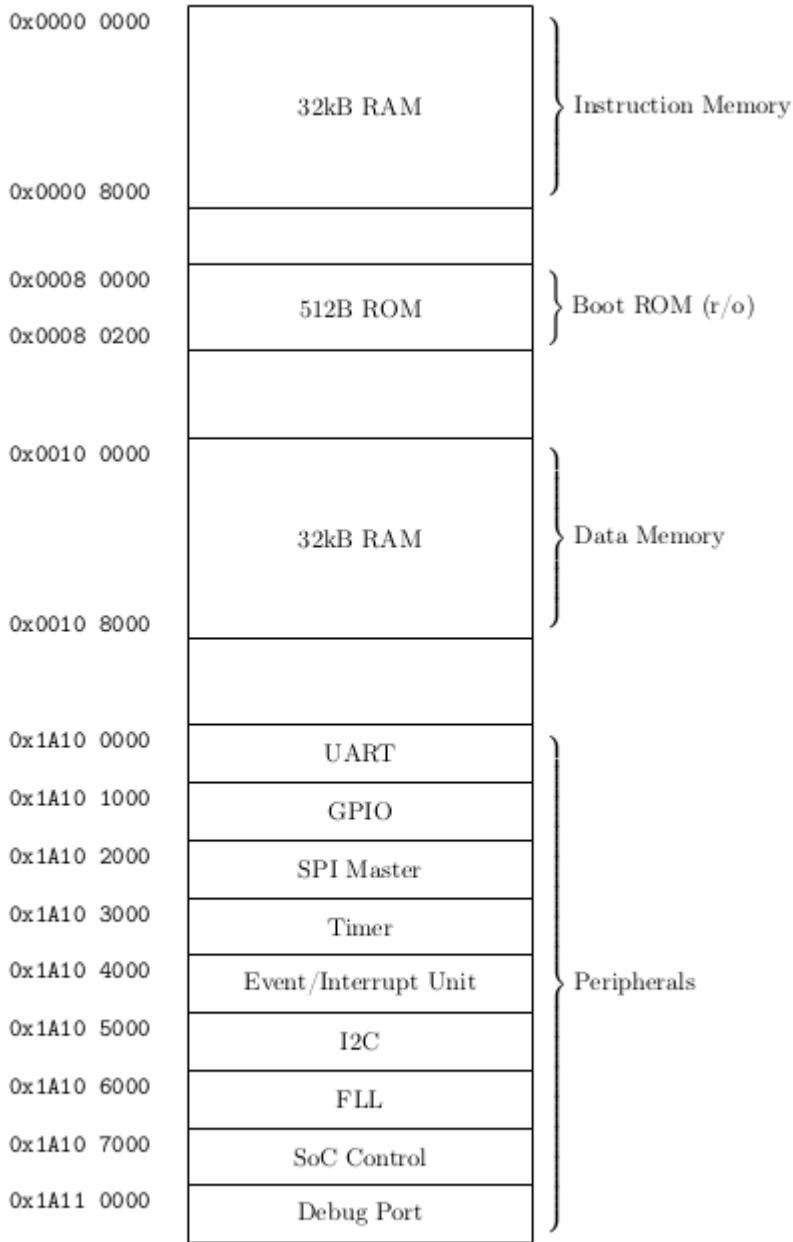 0x0000 0000
32kB RAM
Instruction Memory
0x0000 8000
0x0008 0000
512B ROM
Boot ROM (r/o)
0x0008 0200
0x0010 0000
32kB RAM
Data Memory
0x0010 8000
0x1A10 0000
UART
0x1A10 1000
GPIO
0x1A10 2000
SPI Master
0x1A10 3000
Timer
0x1A10 4000
Event/Interrupt Unit
Peripherals
0x1A10 5000
I2C
0x1A10 6000
FLL
0x1A10 7000
SoC Control
0x1A11 0000
Debug Port